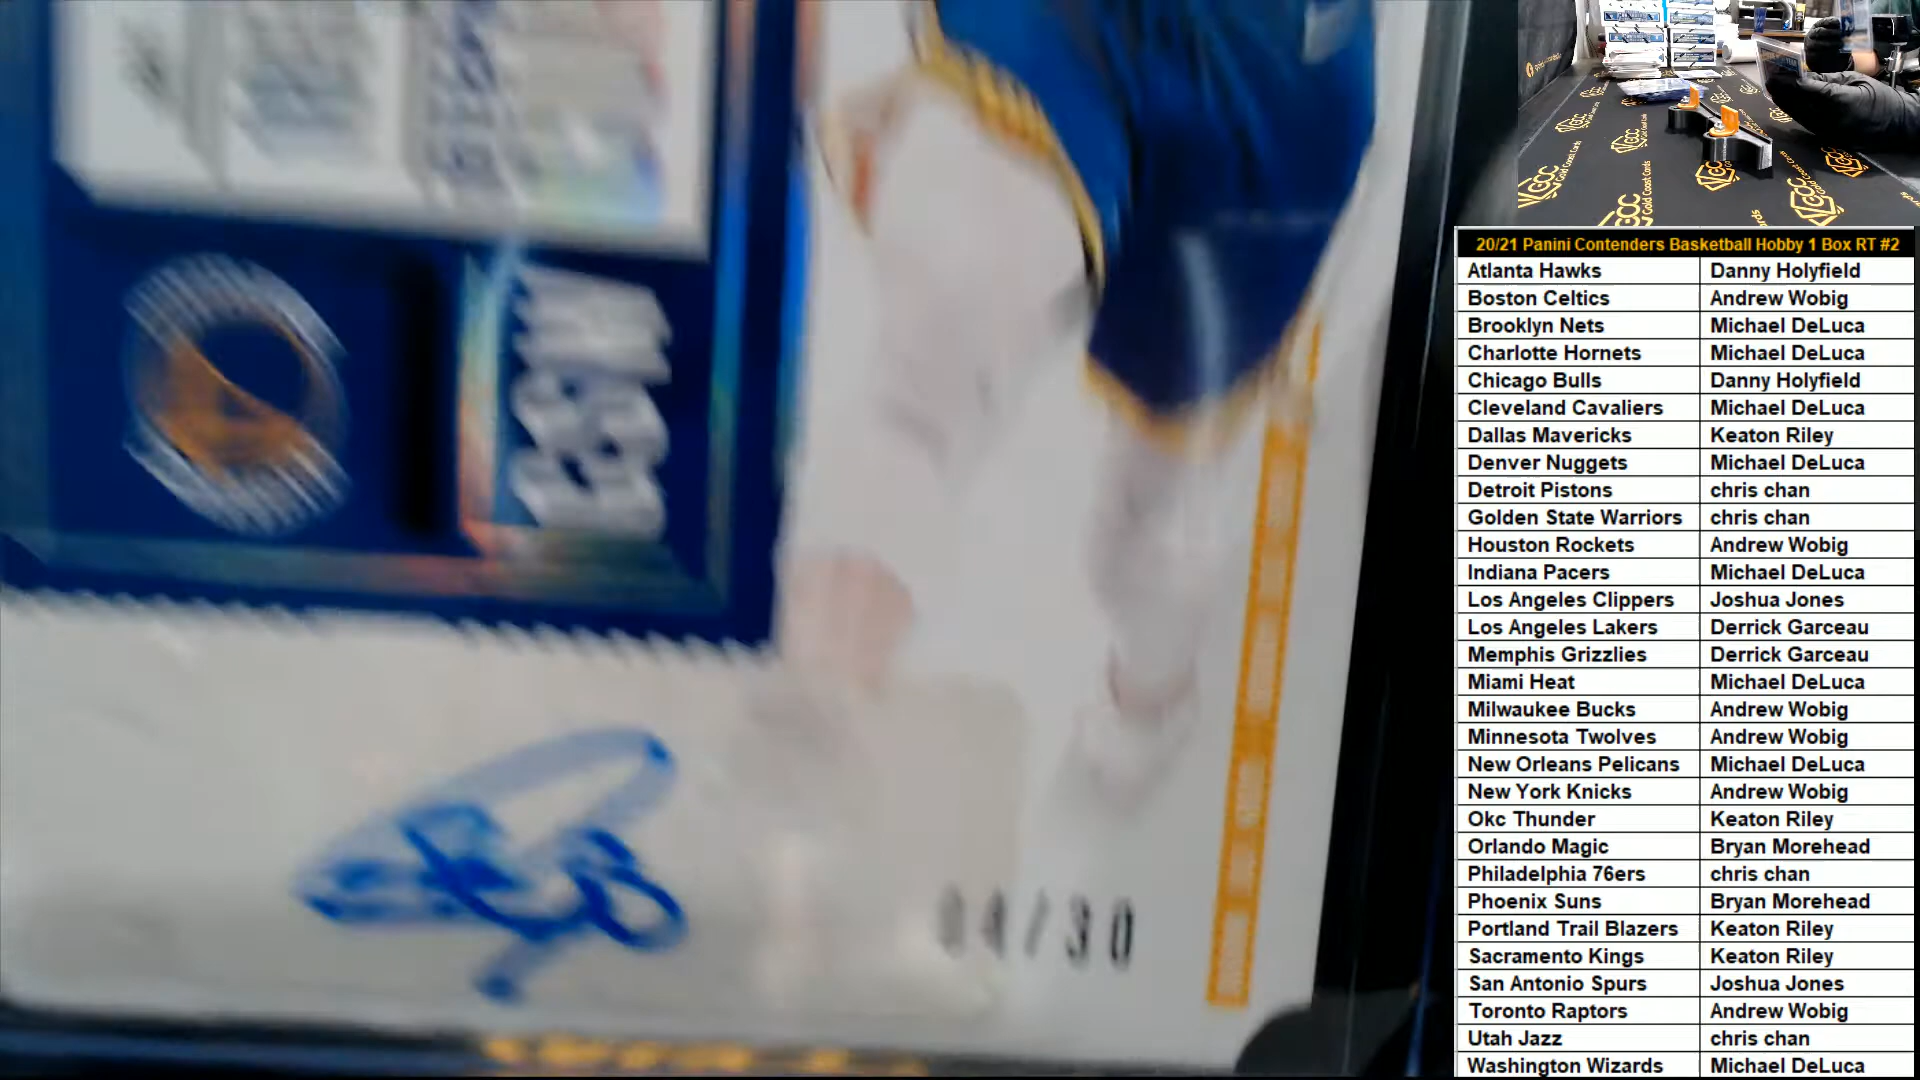 04/30
GCC
Gold Coast Cards
20/21 Panini Contenders Basketball Hobby 1 Box RT #2
Atlanta Hawks Danny Holyfield
Boston Celtics Andrew Wobig
Brooklyn Nets Michael DeLuca
Charlotte Hornets Michael DeLuca
Chicago Bulls Danny Holyfield
Cleveland Cavaliers Michael DeLuca
Dallas Mavericks Keaton Riley
Denver Nuggets Michael DeLuca
Detroit Pistons chris chan
Golden State Warriors chris chan
Houston Rockets Andrew Wobig
Indiana Pacers Michael DeLuca
Los Angeles Clippers Joshua Jones
Los Angeles Lakers Derrick Garceau
Memphis Grizzlies Derrick Garceau
Miami Heat Michael DeLuca
Milwaukee Bucks Andrew Wobig
Minnesota Twolves Andrew Wobig
New Orleans Pelicans Michael DeLuca
New York Knicks Andrew Wobig
Okc Thunder Keaton Riley
Orlando Magic Bryan Morehead
Philadelphia 76ers chris chan
Phoenix Suns Bryan Morehead
Portland Trail Blazers Keaton Riley
Sacramento Kings Keaton Riley
San Antonio Spurs Joshua Jones
Toronto Raptors Andrew Wobig
Utah Jazz chris chan
Washington Wizards Michael DeLuca